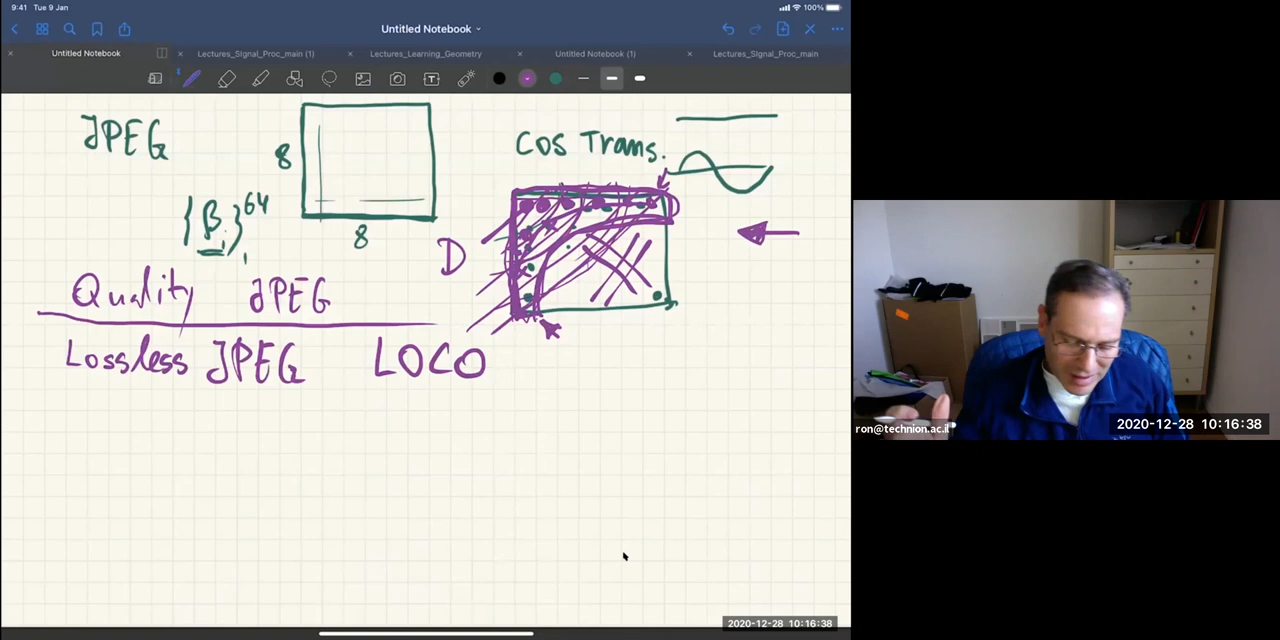 9:41 Tue 9 Jan
100%
Untitled Notebook
Untitled Notebook
Lectures_SIgnal_Proc_main (1)
Lectures_Learning_Geometry
Untitled Notebook (1)
Lectures_SIgnal_Proc_main
JPEG
8
8
Cos Trans.
{β_i}^64_1
D
D
Quality JPEG
Lossless JPEG LOCO
ron@technion.ac.il
2020-12-28 10:16:38
2020-12-28 10:16:38